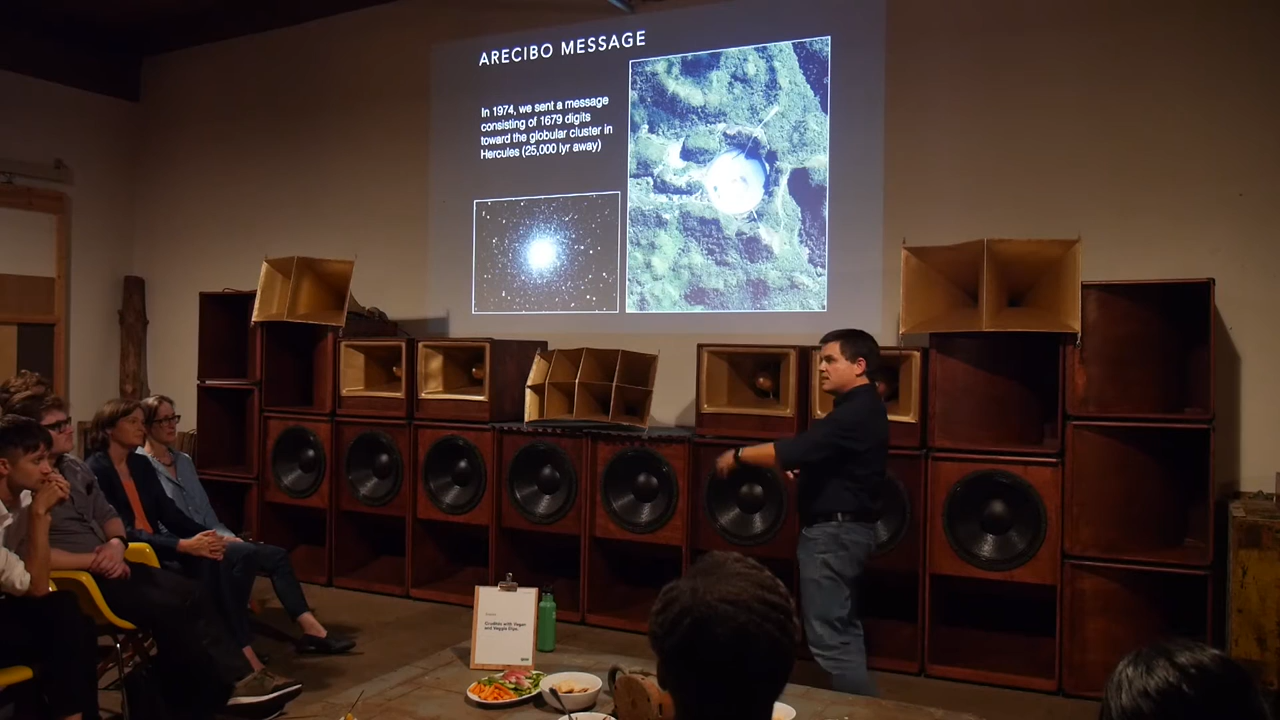 ARECIBO MESSAGE
In 1974, we sent a message
consisting of 1679 digits
toward the globular cluster in
Hercules (25,000 lyr away)
Crudites with Vegan
and Veggie Dips.